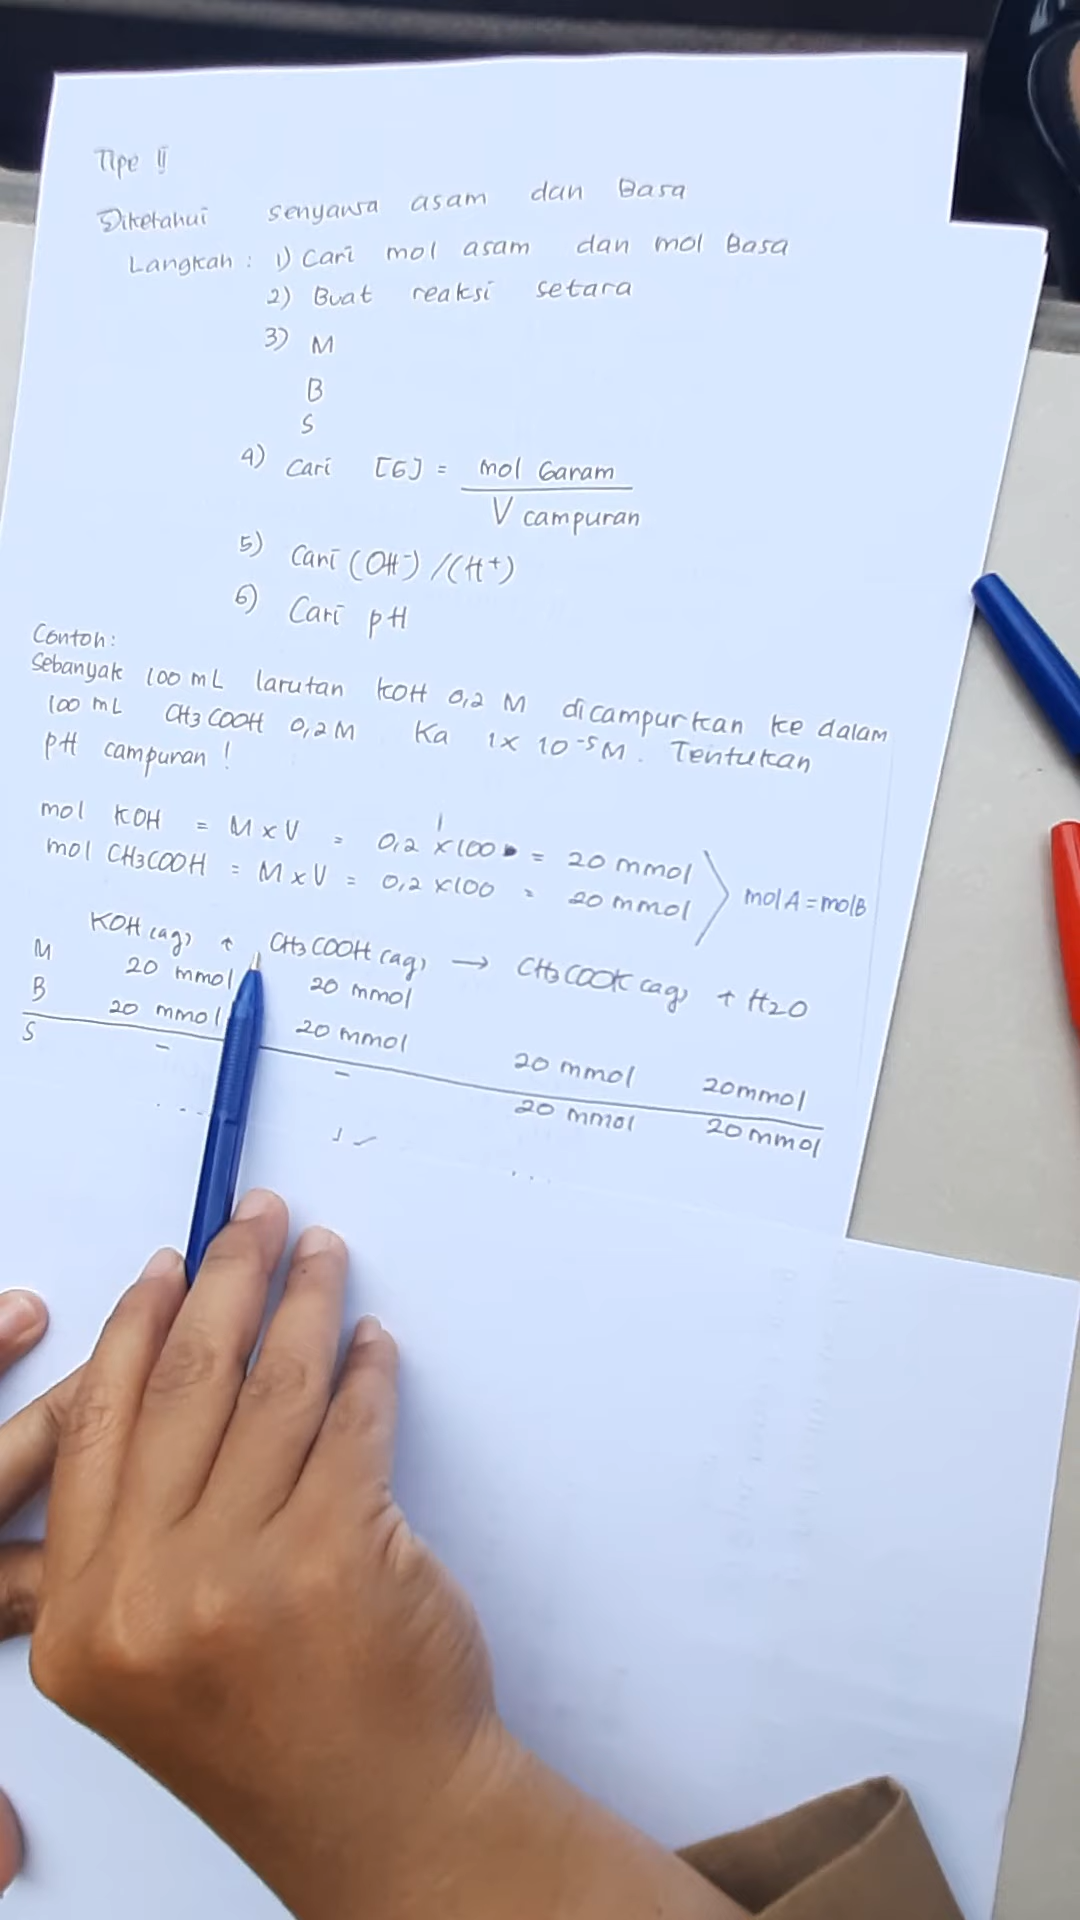 Tipe II
Diketahui senyawa asam dan Basa
Langkah : 1) Cari mol asam dan mol Basa
2) Buat reaksi setara
3) M
B
S
4) Cari [G] = mol Garam / V campuran
5) Cari (OH⁻) / (H⁺)
6) Cari pH
Contoh:
Sebanyak 100 mL larutan KOH 0,2 M dicampurkan ke dalam
100 mL CH3COOH 0,2 M Ka 1 x 10⁻⁵ M. Tentukan
pH campuran !
mol KOH = M x V = 0,2 x 100 = 20 mmol
mol CH3COOH = M x V = 0,2 x 100 = 20 mmol
mol A = mol B
KOH (aq) + CH3COOH (aq) → CH3COOK (aq) + H2O
M 20 mmol 20 mmol
B 20 mmol 20 mmol 20 mmol 20 mmol
S - - 20 mmol 20 mmol